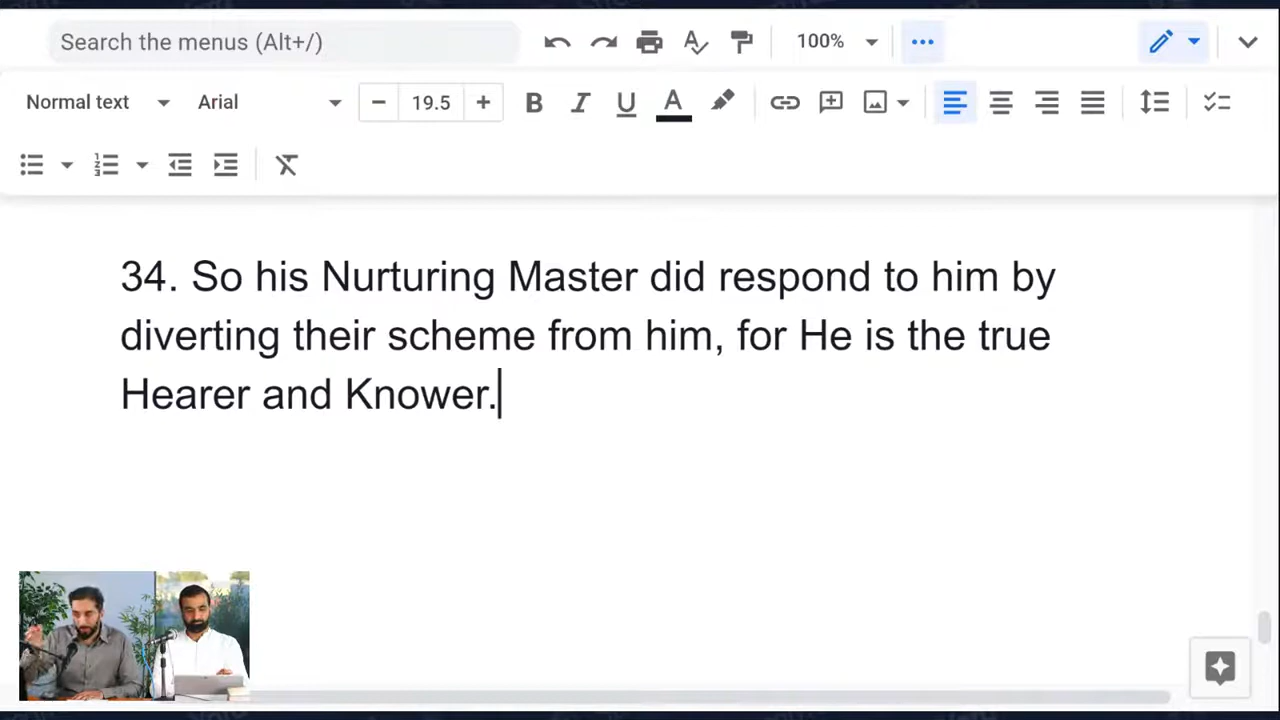 Search the menus (Alt+/)
100%
Normal text
Arial
19.5
34. So his Nurturing Master did respond to him by
diverting their scheme from him, for He is the true
Hearer and Knower.